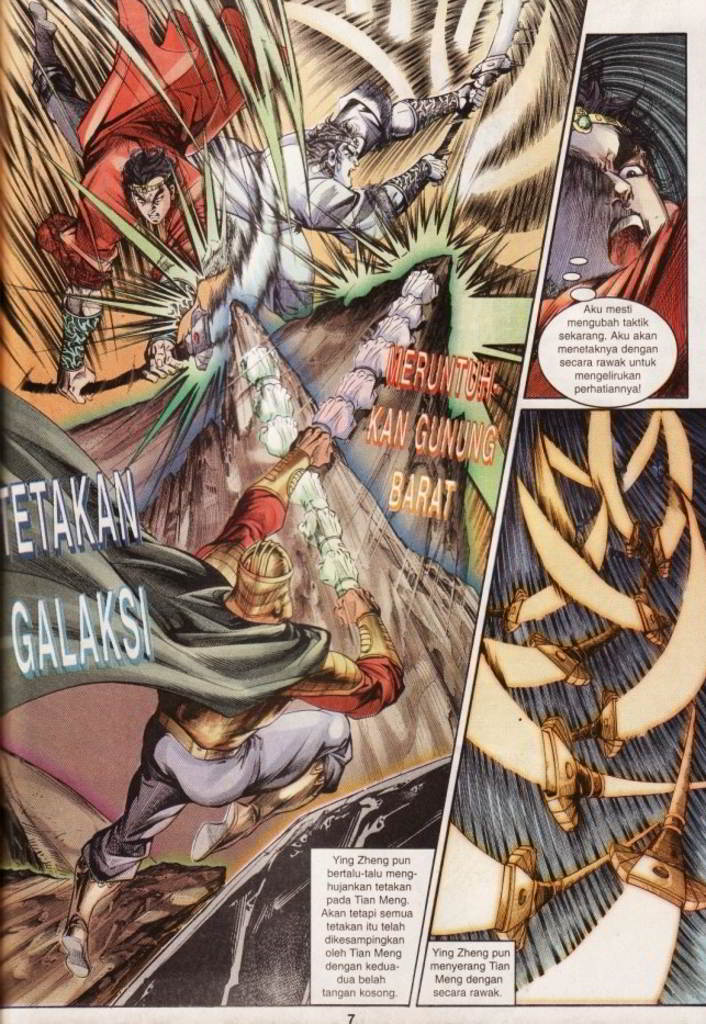 Aku mesti
mengubah taktik
sekarang. Aku akan
menetaknya dengan
secara rawak untuk
mengelirukan
perhatiannya!
MERUNTUH-
KAN GUNUNG
BARAT
TETAKAN
GALAKSI
Ying Zheng pun
bertalu-talu meng-
hujankan tetakan
pada Tian Meng.
Akan tetapi semua
tetakan itu telah
dikesampingkan
oleh Tian Meng
dengan kedua-
dua belah
tangan kosong.
Ying Zheng pun
menyerang Tian
Meng dengan
secara rawak.
7